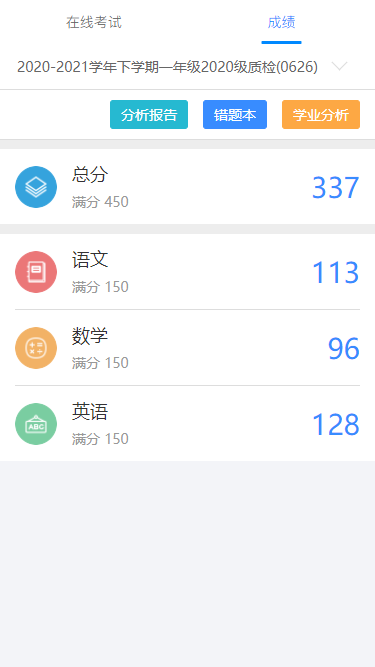 在线考试 成绩
2020-2021学年下学期一年级2020级质检(0626)
分析报告 错题本 学业分析
总分
满分 450
337
语文
满分 150
113
数学
满分 150
96
英语
满分 150
128
ABC